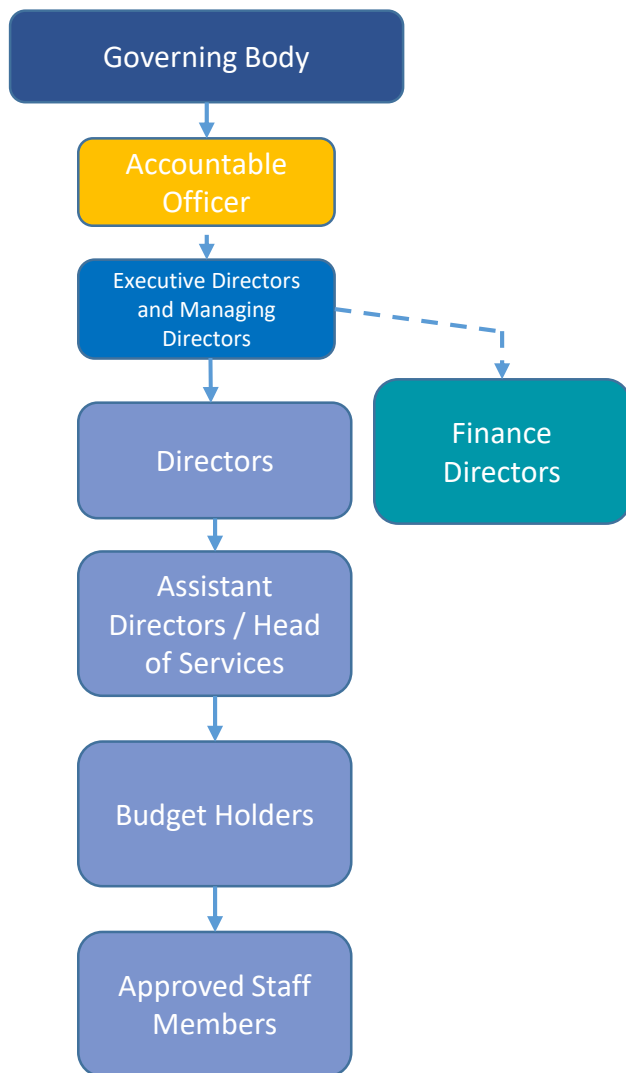 Governing Body
Accountable
Officer
Executive Directors
and Managing
Directors
Directors
Finance
Directors
Assistant
Directors / Head
of Services
Budget Holders
Approved Staff
Members